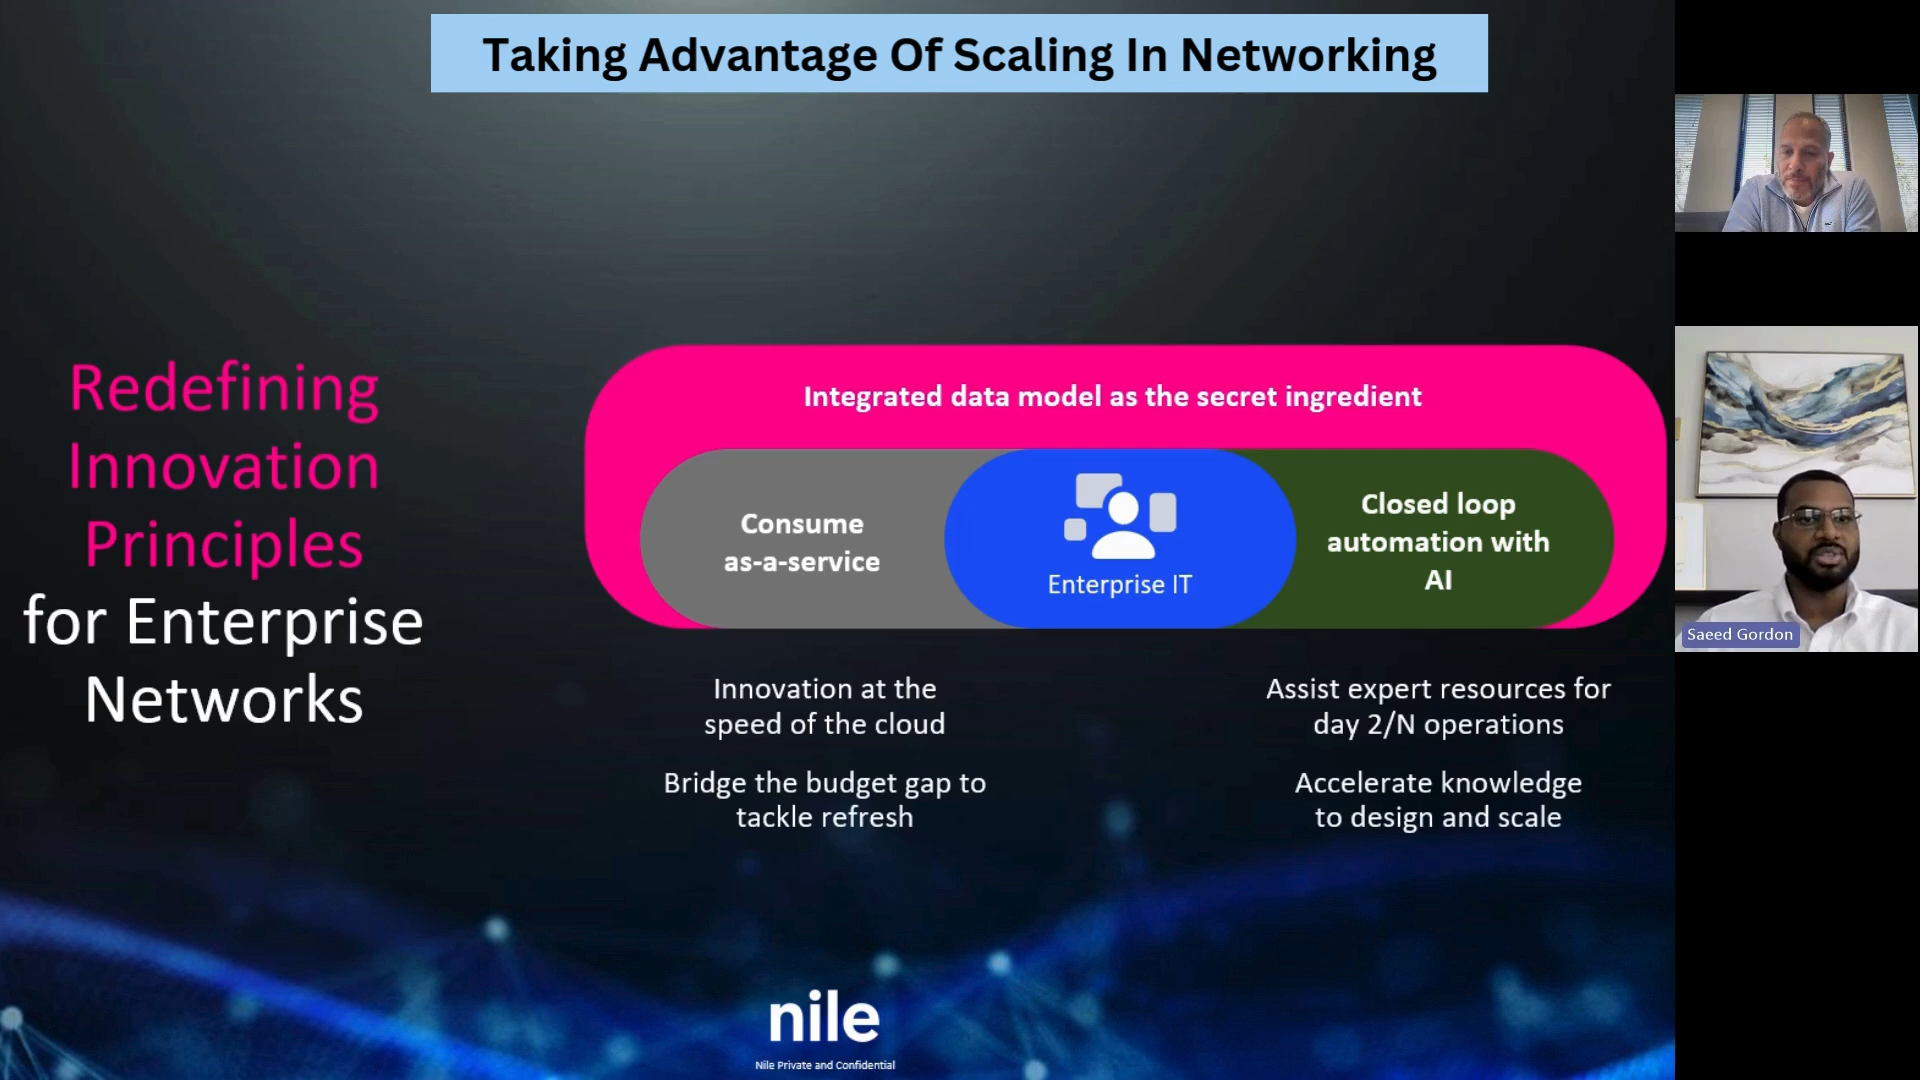 Taking Advantage Of Scaling In Networking
Redefining
Innovation
Principles
for Enterprise
Networks
Integrated data model as the secret ingredient
Consume
as-a-service
Enterprise IT
Closed loop
automation with
AI
Innovation at the
speed of the cloud
Bridge the budget gap to
tackle refresh
Assist expert resources for
day 2/N operations
Accelerate knowledge
to design and scale
nile
Nile Private and Confidential
Saeed Gordon